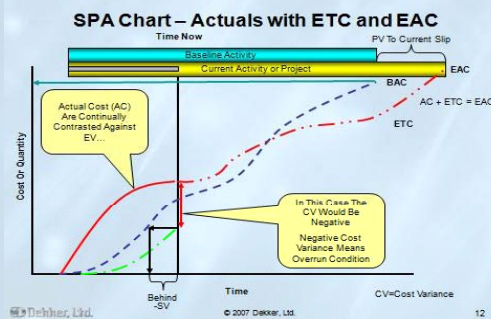 SPA Chart – Actuals with ETC and EAC
Time Now
PV To Current Slip
Baseline Activity
Current Activity or Project
EAC
BAC
AC + ETC = EAC
ETC
Actual Cost (AC)
Are Continually
Contrasted Against
EV…
Cost Or Quantity
In This Case The
CV Would Be
Negative
Negative Cost
Variance Means
Overrun Condition
Behind
-SV
Time
CV=Cost Variance
Dekker, Ltd.
© 2007 Dekker, Ltd.
12